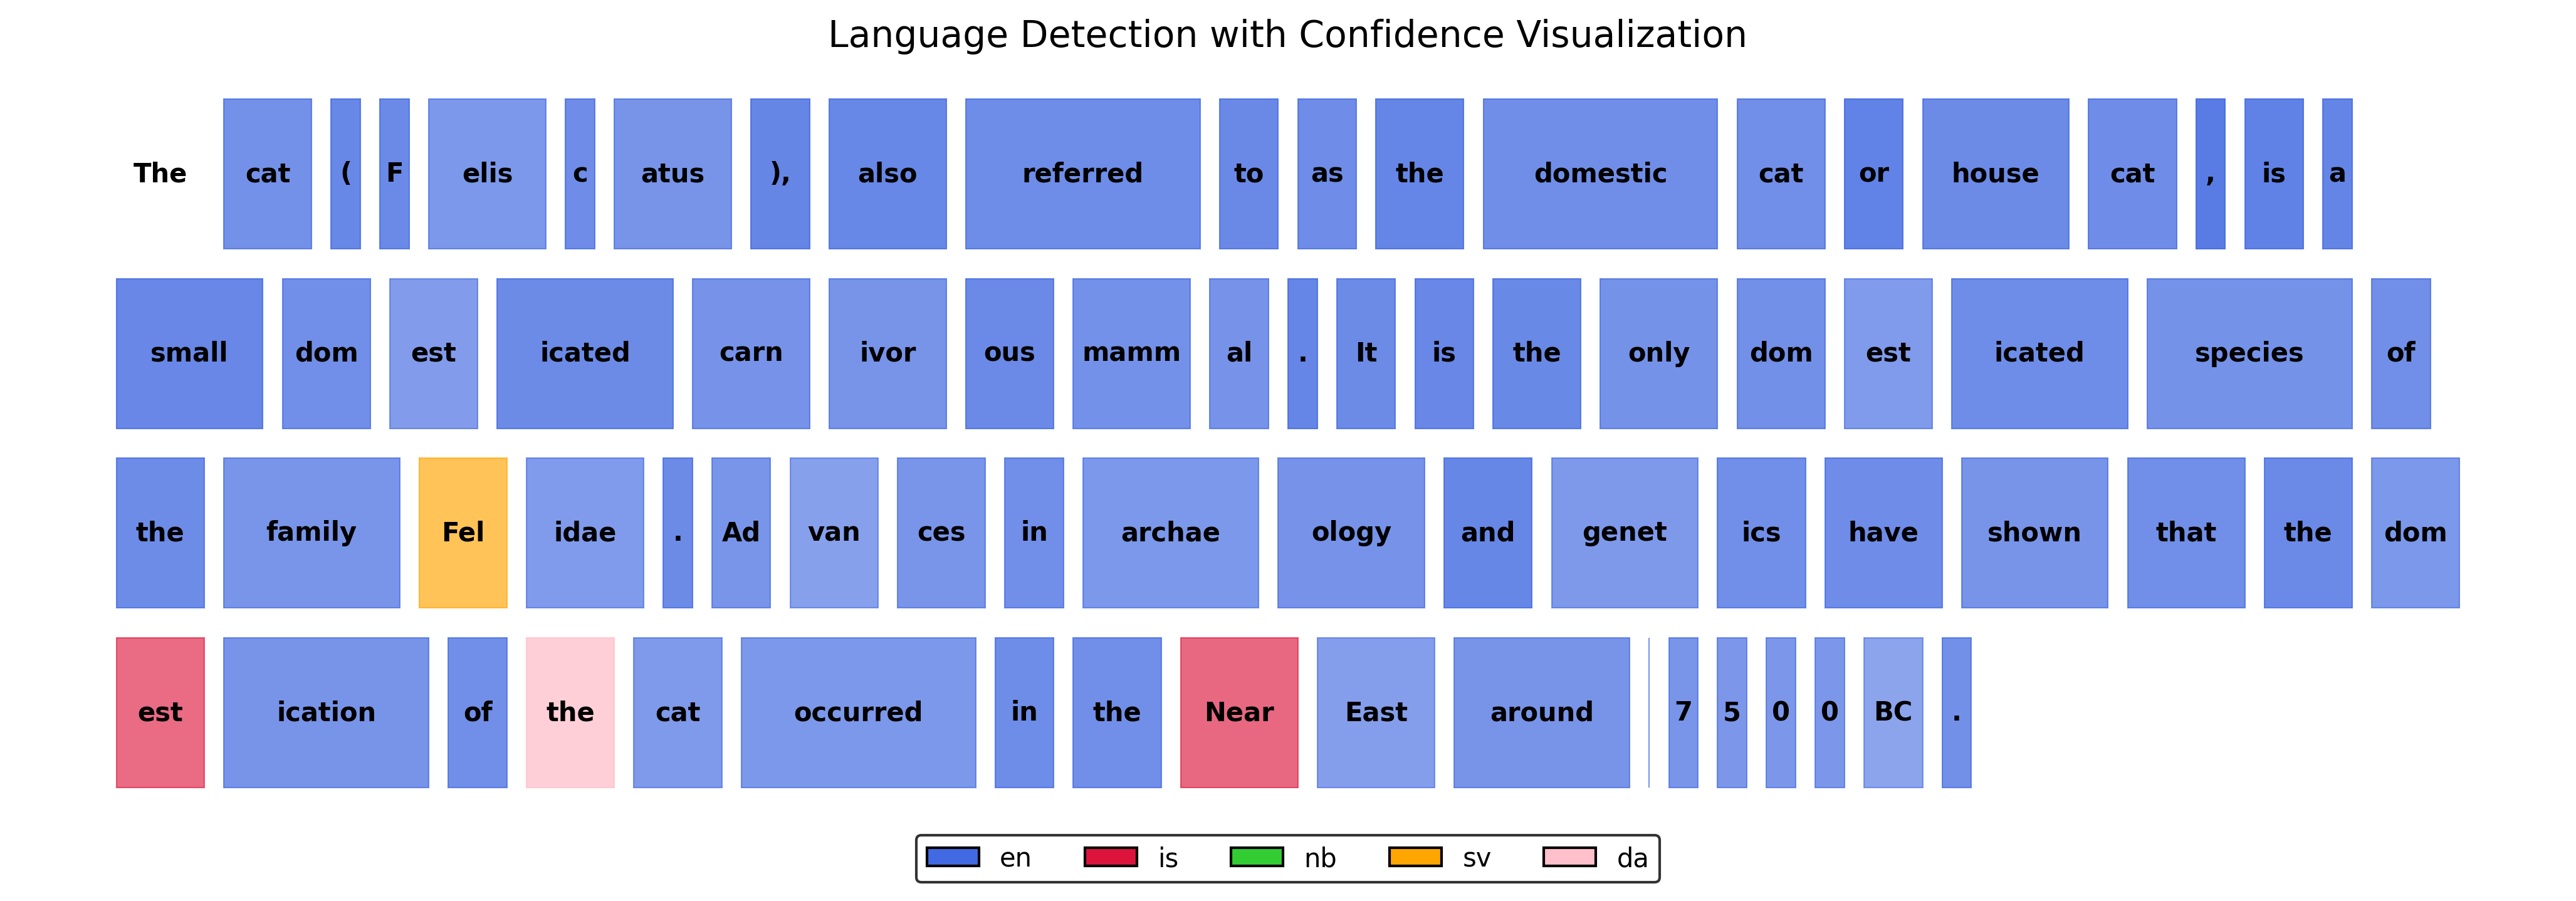 Language Detection with Confidence Visualization
The cat ( F elis c atus ), also referred to as the domestic cat or house cat , is a
small dom est icated carn ivor ous mamm al . It is the only dom est icated species of
the family Fel idae . Ad van ces in archae ology and genet ics have shown that the dom
est ication of the cat occurred in the Near East around 7 5 0 0 BC .
en is nb sv da